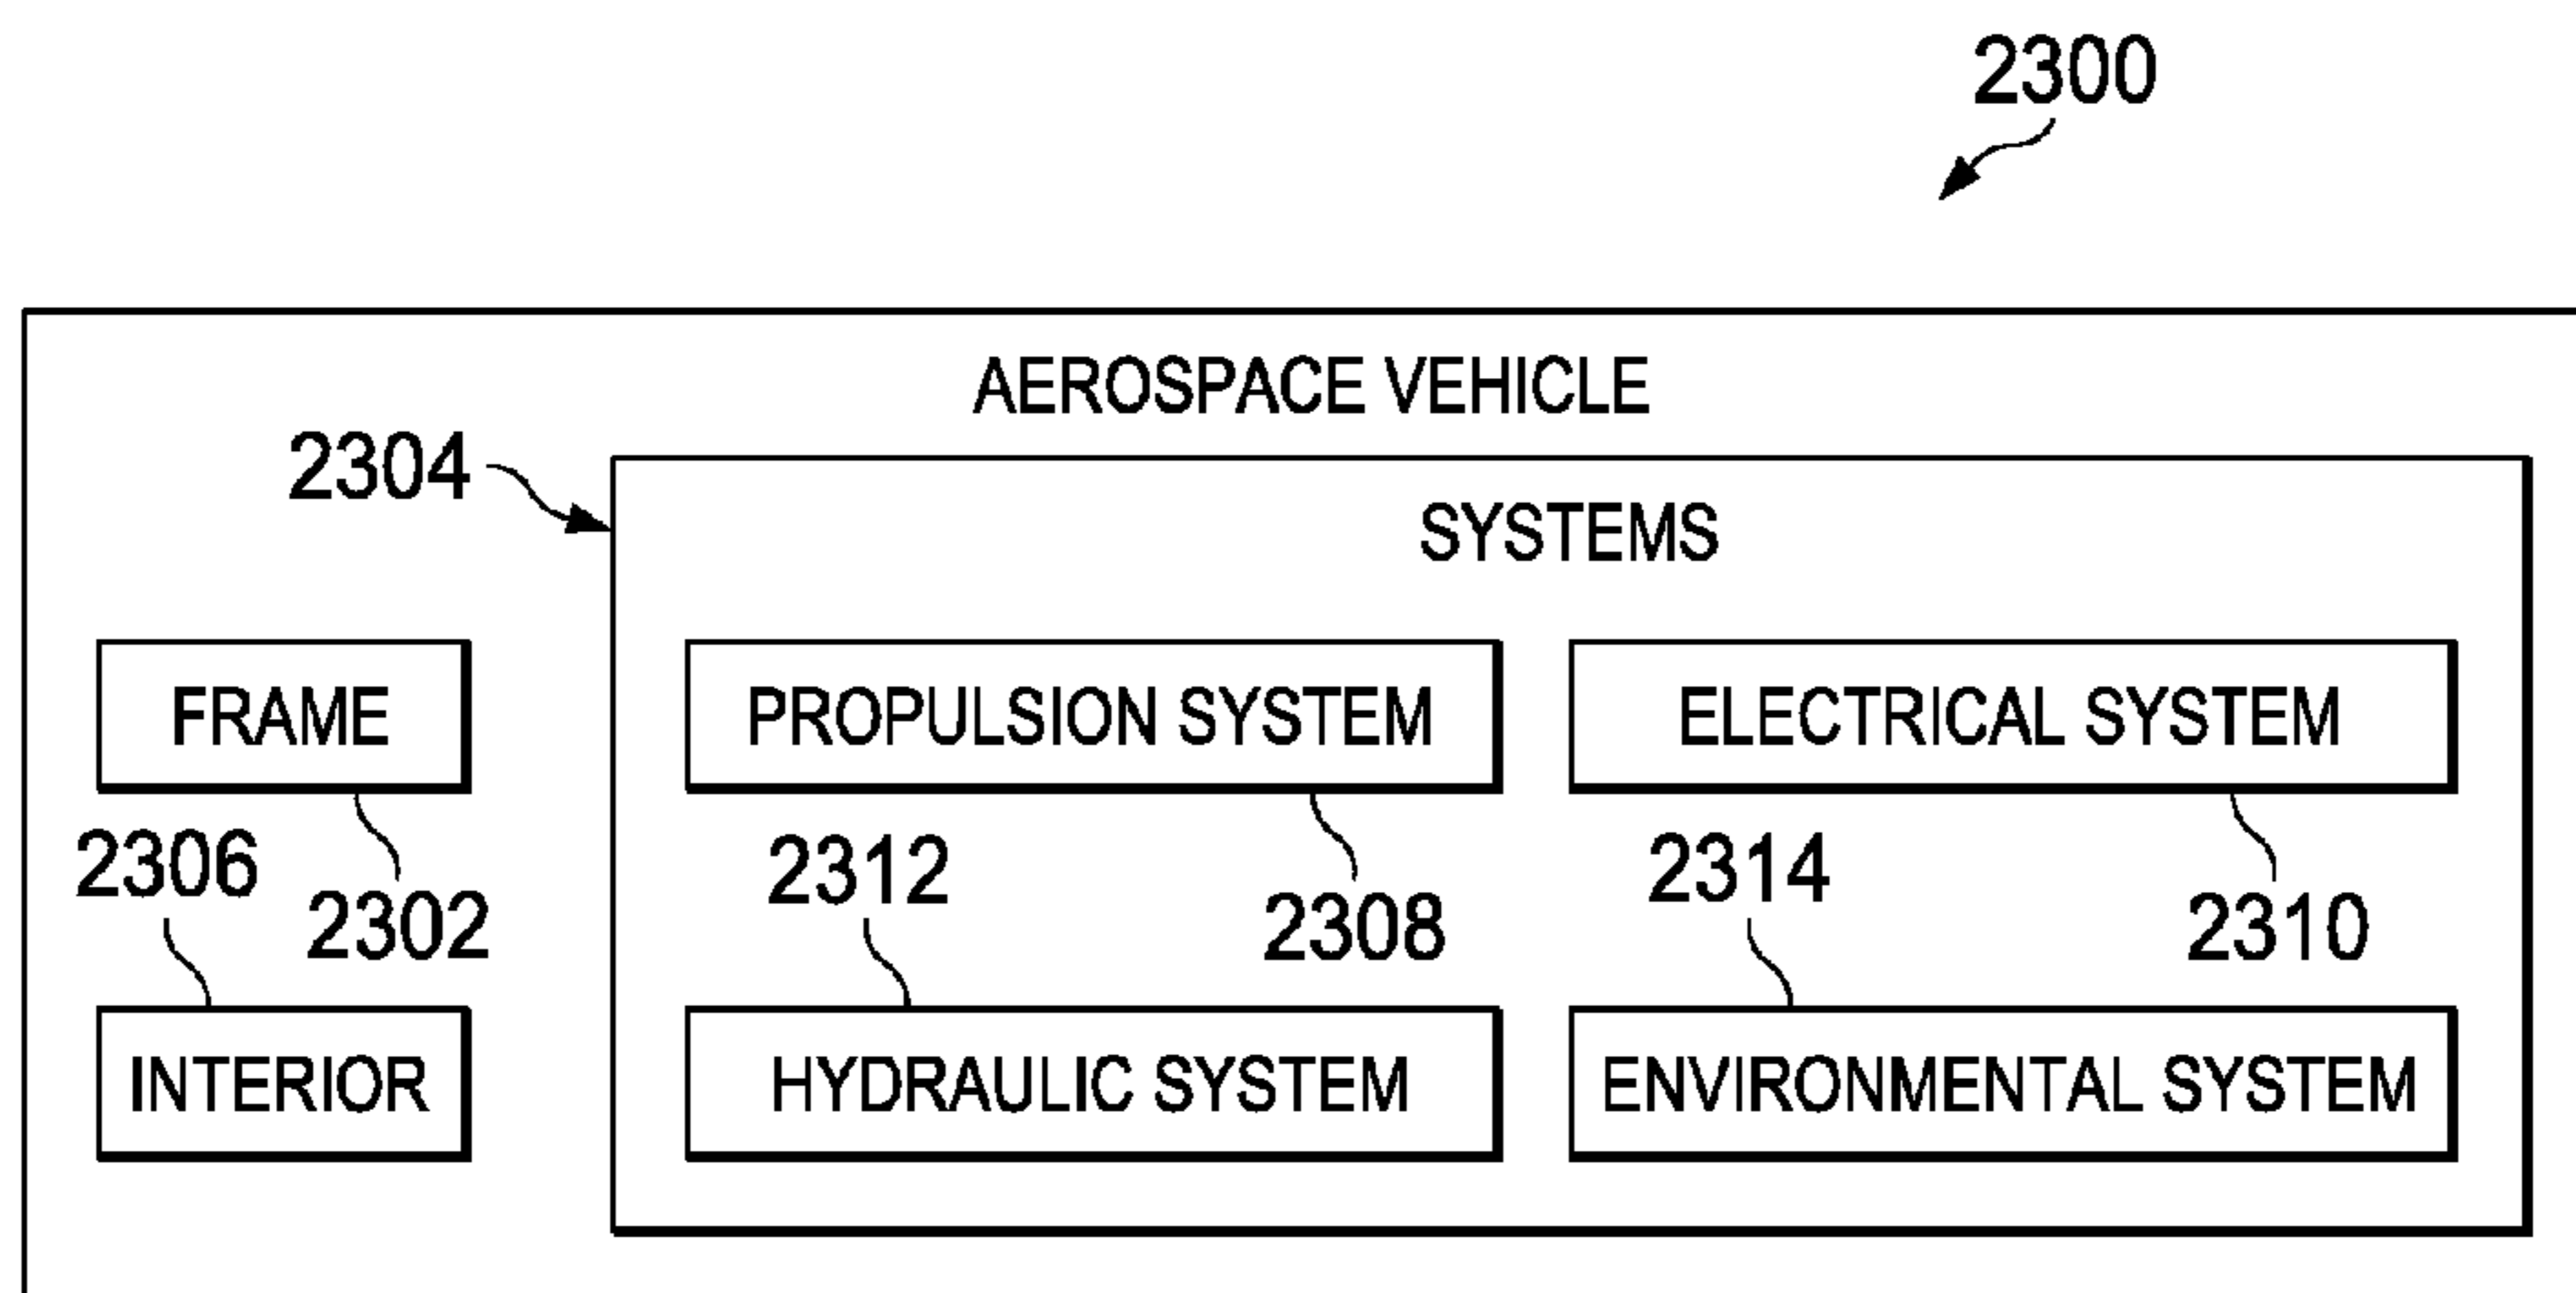 2300
AEROSPACE VEHICLE
2304
SYSTEMS
FRAME
PROPULSION SYSTEM
ELECTRICAL SYSTEM
2306
2302
2312
2308
2314
2310
INTERIOR
HYDRAULIC SYSTEM
ENVIRONMENTAL SYSTEM